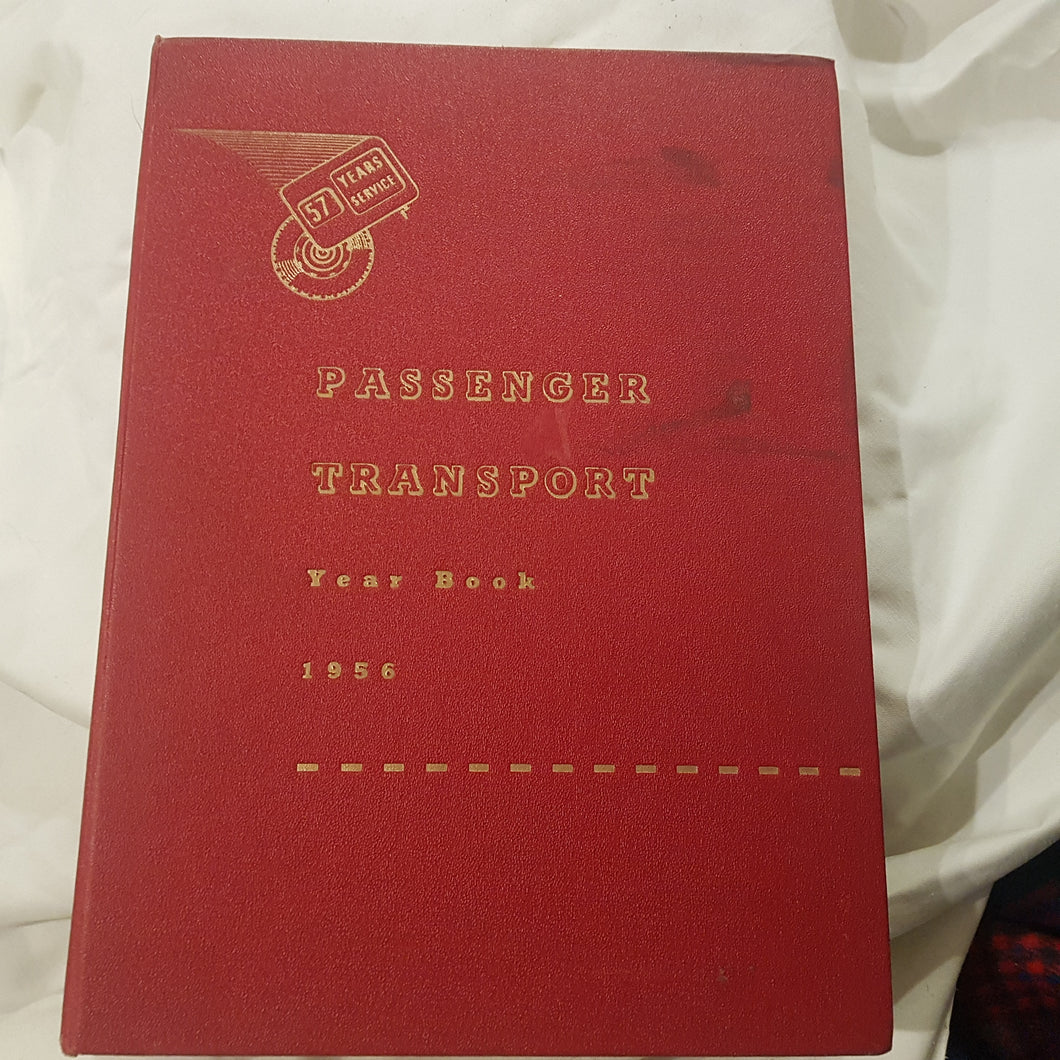 57 YEARS
SERVICE
PASSENGER
TRANSPORT
Year Book
1956